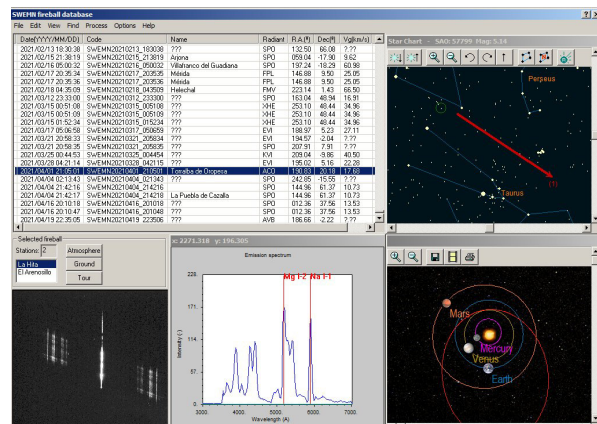 SWEHN fireball database
File Edit View Find Process Options Help
Date(YYYY/MM/DD) Code Name Radiant R.A.(º) Dec(º) Vg(km/s)
2021/02/13 18:30:38 SWEMN20210213_183038 ??? SPO 132.50 66.08 ?.??
2021/02/15 21:38:19 SWEMN20210215_213819 Arjona SPO 059.04 -17.90 9.62
2021/02/16 05:00:32 SWEMN20210216_050032 Villafranco del Guadiana SPO 197.24 -18.29 60.98
2021/02/17 20:35:34 SWEMN20210217_203535 Mérida FPL 146.88 9.50 25.05
2021/02/17 20:35:36 SWEMN20210217_203536 Mérida FPL 146.88 9.50 25.05
2021/02/18 04:35:09 SWEMN20210218_043509 Helechal FMV 223.14 1.43 66.50
2021/03/12 23:33:00 SWEMN20210312_233300 ??? SPO 163.04 48.94 16.91
2021/03/15 00:51:08 SWEMN20210315_005108 ??? XHE 253.10 48.44 34.96
2021/03/15 00:51:09 SWEMN20210315_005109 ??? XHE 253.10 48.44 34.96
2021/03/15 01:52:34 SWEMN20210315_015234 ??? XHE 253.10 48.44 34.96
2021/03/17 05:06:58 SWEMN20210317_050659 ??? EVI 188.97 5.23 27.11
2021/03/21 20:58:33 SWEMN20210321_205834 ??? EVI 194.57 -2.04 ?.??
2021/03/21 20:58:35 SWEMN20210321_205835 ??? SPO 207.91 7.91 ?.??
2021/03/25 00:44:53 SWEMN20210325_004454 ??? KVI 209.04 -9.86 40.50
2021/03/28 04:21:14 SWEMN20210328_042115 ??? EVI 195.02 5.16 22.28
2021/04/01 21:05:01 SWEMN20210401_210501 Torralba de Oropesa ACO 190.83 20.18 17.68
2021/04/04 02:13:43 SWEMN20210404_021343 ??? SPO 242.85 -15.55 ?.??
2021/04/04 21:42:16 SWEMN20210404_214216 SPO 144.96 61.37 10.73
2021/04/04 21:42:17 SWEMN20210404_214218 La Puebla de Cazalla SPO 144.96 61.37 10.73
2021/04/16 20:10:18 SWEMN20210416_201018 ??? SPO 012.36 37.56 13.53
2021/04/16 20:10:47 SWEMN20210416_201048 ??? SPO 012.36 37.56 13.53
2021/04/19 22:35:05 SWEMN20210419 223506 ??? AVB 186.66 -2.22 ?.??
Star Chart - SAO: 57799 Mag: 5.14
Perseus
(1)
Taurus
Selected fireball
Stations: 2
La Hita
El Arenosillo
Atmosphere
Ground
Tour
x: 2271.318 y: 196.305
Emission spectrum
Mg I-2 Na I-1
Intensity (-)
228.
171.
114.
57.
0.
3000. 4000. 5000. 6000. 7000.
Wavelength (A)
Mars
Mercury
Venus
Earth